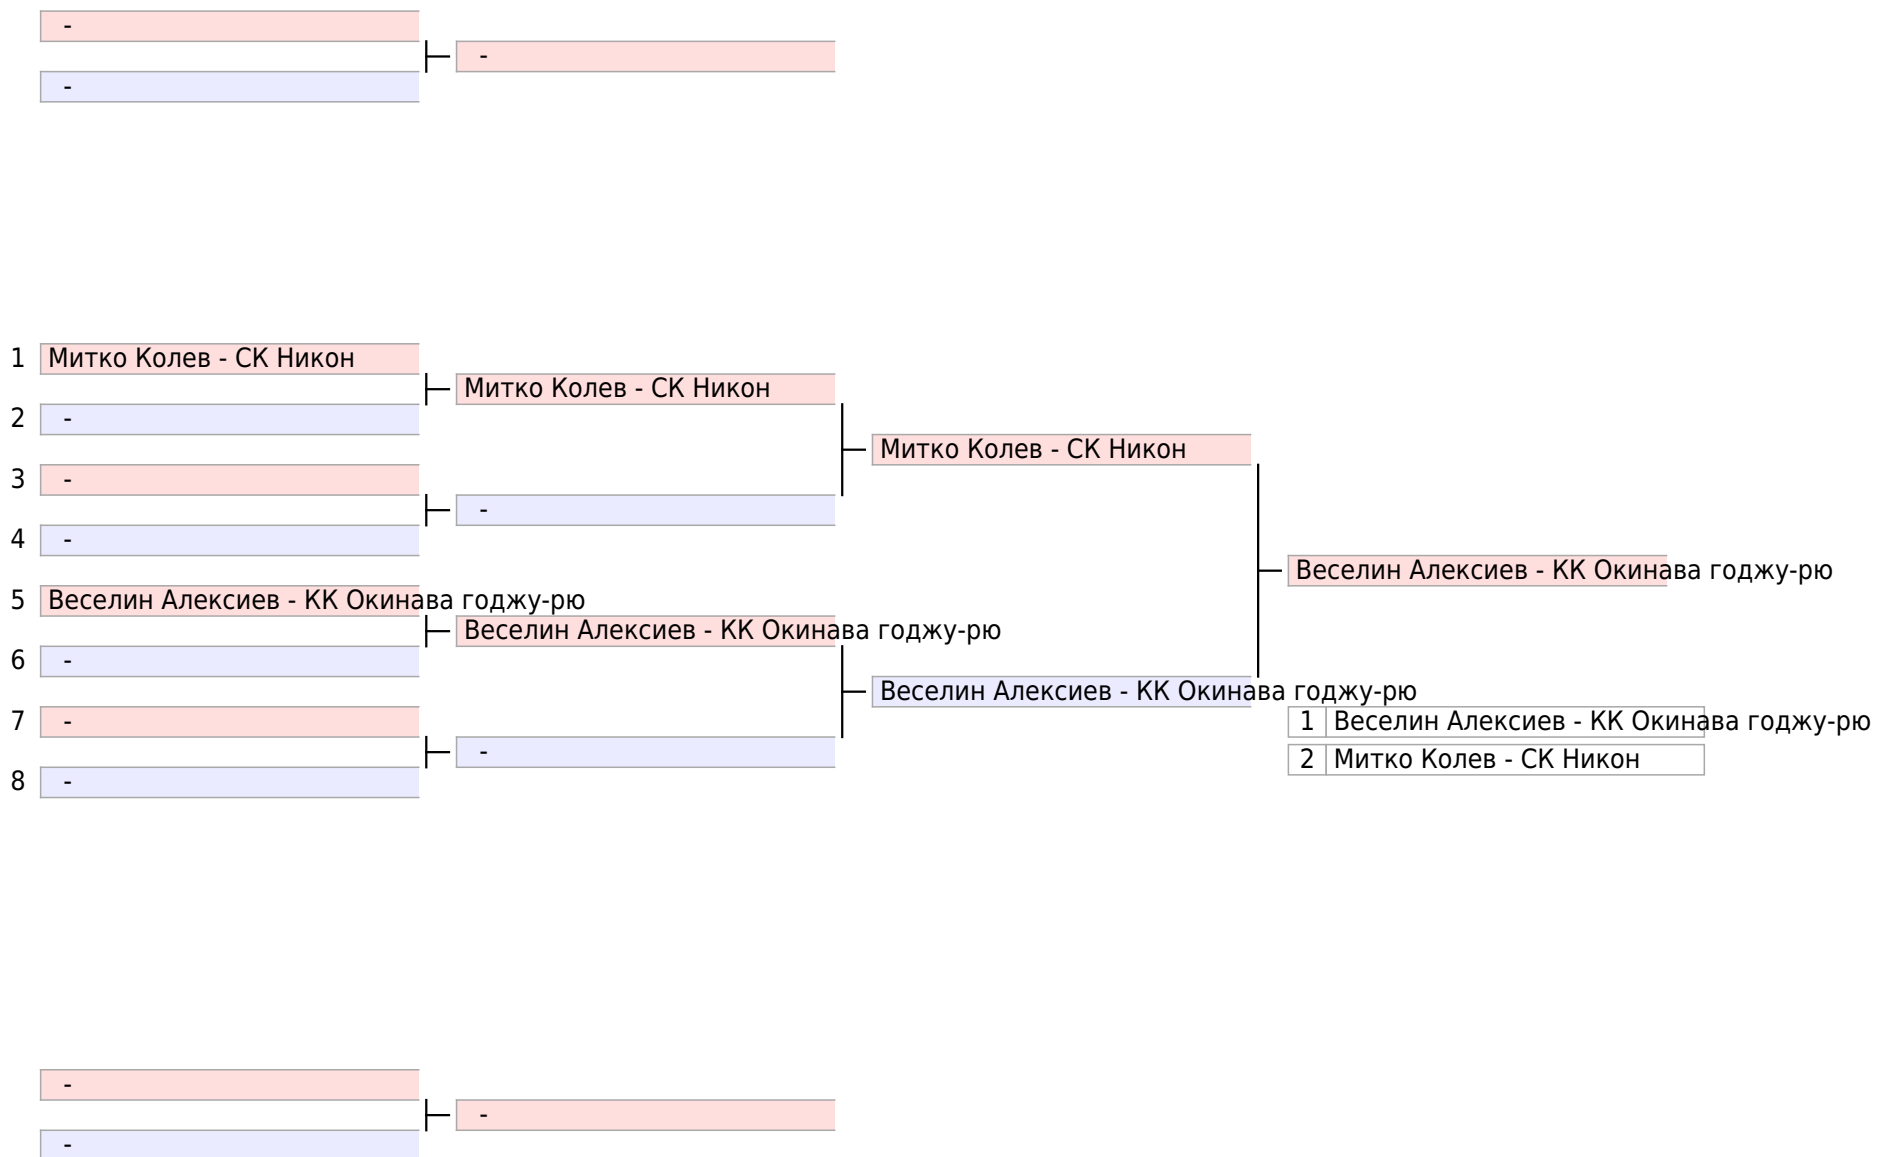 -
-
-
1 Митко Колев - СК Никон
Митко Колев - СК Никон
2 -
Митко Колев - СК Никон
3 -
-
4 -
Веселин Алексиев - КК Окинава годжу-рю
5 Веселин Алексиев - КК Окинава годжу-рю
Веселин Алексиев - КК Окинава годжу-рю
6 -
Веселин Алексиев - КК Окинава годжу-рю
7 -
1 Веселин Алексиев - КК Окинава годжу-рю
-
2 Митко Колев - СК Никон
8 -
-
-
-